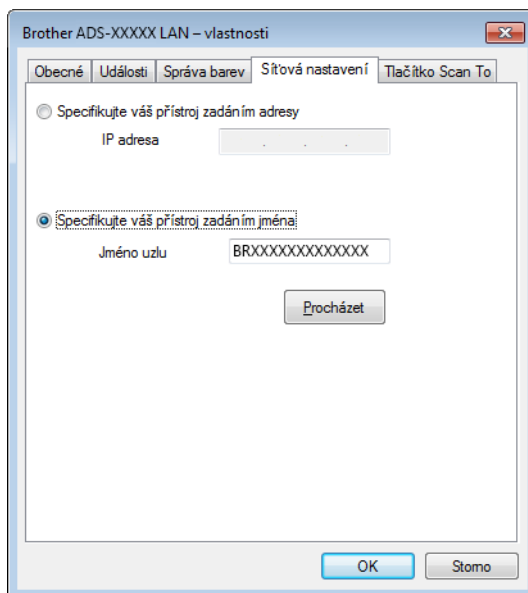 Brother ADS-XXXXX LAN – vlastnosti
Obecné Události Správa barev Síťová nastavení Tlačítko Scan To
Specifikujte váš přístroj zadáním adresy
IP adresa . . .
Specifikujte váš přístroj zadáním jména
Jméno uzlu BRXXXXXXXXXXXXX
Procházet
OK Storno